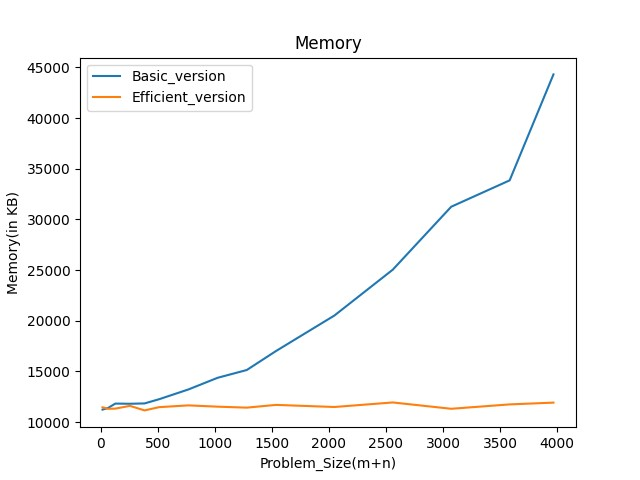 Memory
Basic_version
Efficient_version
Memory(in KB)
45000
40000
35000
30000
25000
20000
15000
10000
0 500 1000 1500 2000 2500 3000 3500 4000
Problem_Size(m+n)